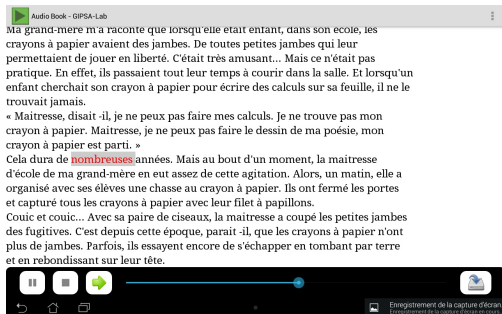 Audio Book - GIPSA-Lab
Ma grand-mère m'a raconté que lorsqu'elle était enfant, dans son école, les
crayons à papier avaient des jambes. De toutes petites jambes qui leur
permettaient de jouer en liberté. C'était très amusant... Mais ce n'était pas
pratique. En effet, ils passaient tout leur temps à courir dans la salle. Et lorsqu'un
enfant cherchait son crayon à papier pour écrire des calculs sur sa feuille, il ne le
trouvait jamais.
« Maitresse, disait -il, je ne peux pas faire mes calculs. Je ne trouve pas mon
crayon à papier. Maitresse, je ne peux faire le dessin de ma poésie, mon
crayon à papier est parti. »
Cela dura de nombreuses années. Mais au bout d'un moment, la maitresse
d'école de ma grand-mère en eut assez de cette agitation. Alors, un matin, elle a
organisé avec ses élèves une chasse au crayon à papier. Ils ont fermé les portes
et capturé tous les crayons à papier avec leur filet à papillons.
Couic et couic... Avec sa paire de ciseaux, la maitresse a coupé les petites jambes
des fugitives. C'est depuis cette époque, parait -il, que les crayons à papier n'ont
plus de jambes. Parfois, ils essayent encore de s'échapper en tombant par terre
et en rebondissant sur leur tête.
Enregistrement de la capture d'écran
Enregistrement de la capture d'écran en cours